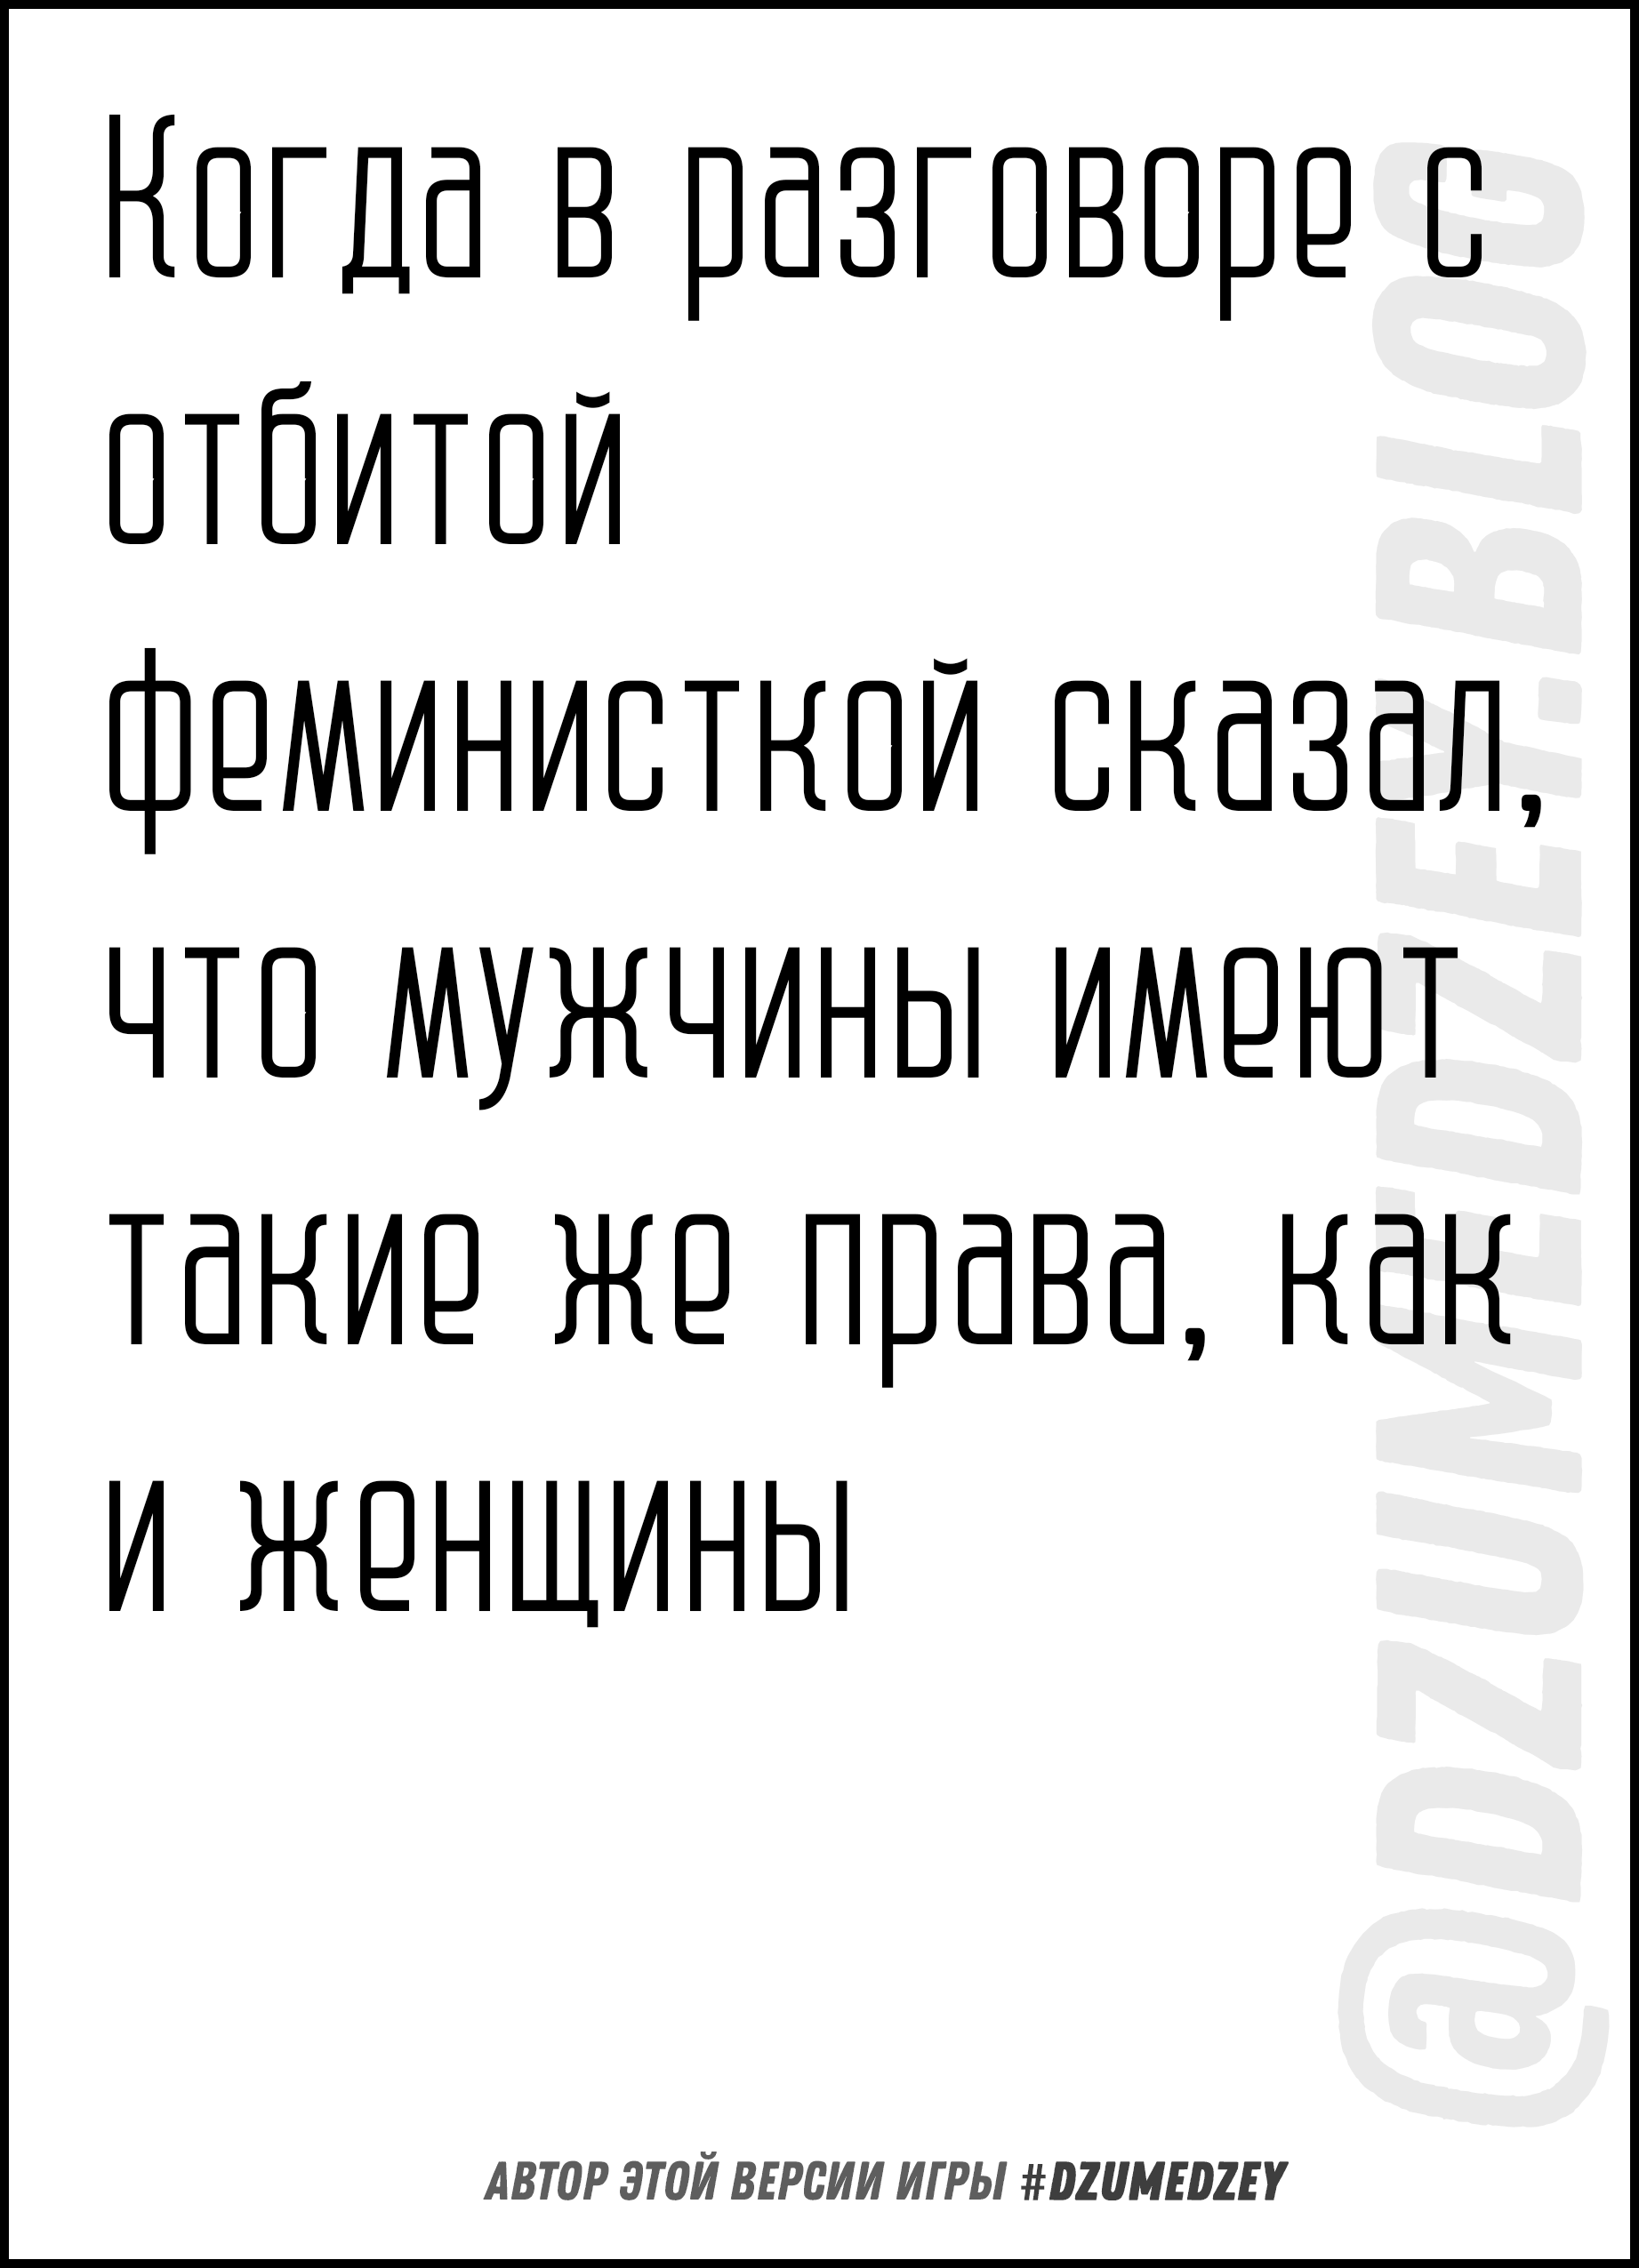 Когда в разговоре с
отбитой
феминисткой сказал,
что мужчины имеют
такие же права, как
и женщины
@DZUMEDZEY.BLOG
АВТОР ЭТОЙ ВЕРСИИ ИГРЫ #DZUMEDZEY